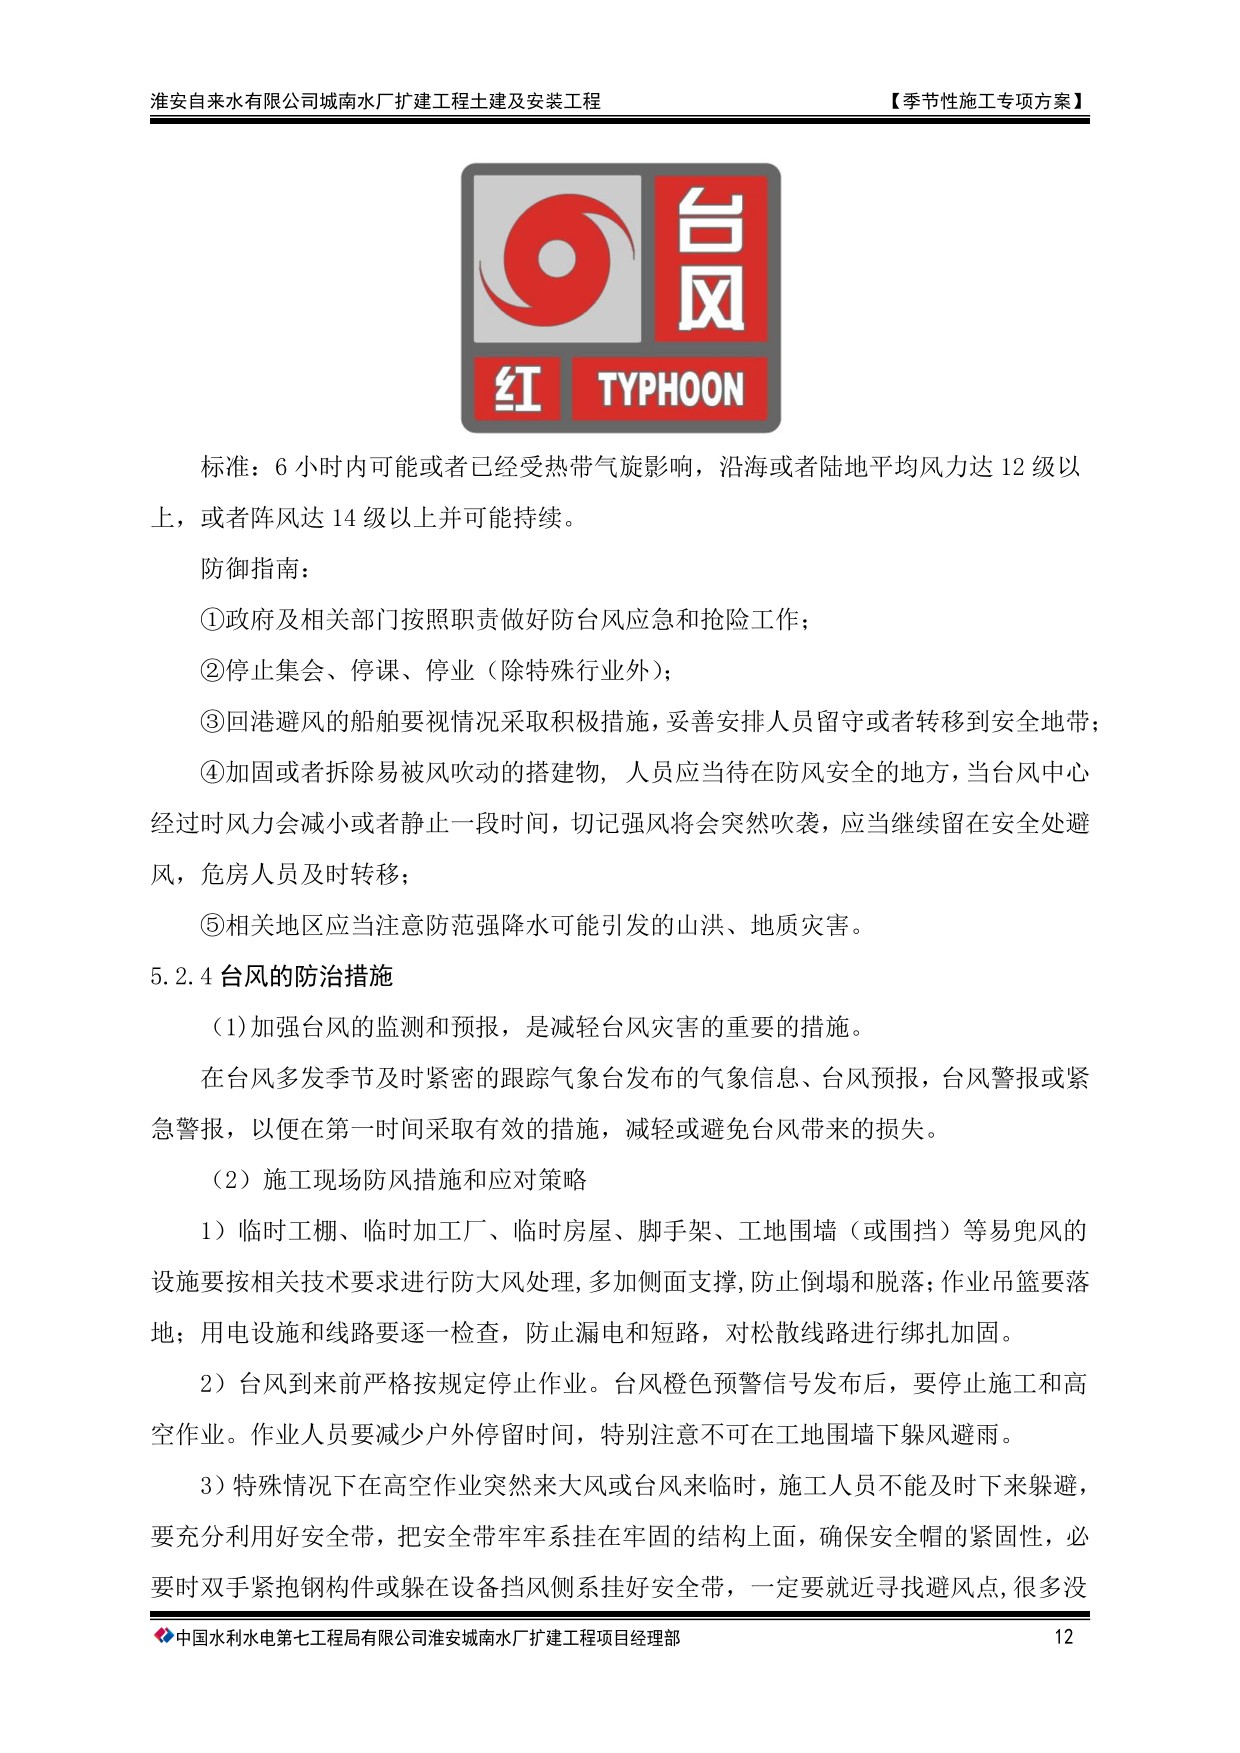 淮安自来水有限公司城南水厂扩建工程土建及安装工程 【季节性施工专项方案】
台风
红 TYPHOON
标准：6 小时内可能或者已经受热带气旋影响，沿海或者陆地平均风力达 12 级以
上，或者阵风达 14 级以上并可能持续。
防御指南：
①政府及相关部门按照职责做好防台风应急和抢险工作；
②停止集会、停课、停业（除特殊行业外）；
③回港避风的船舶要视情况采取积极措施，妥善安排人员留守或者转移到安全地带；
④加固或者拆除易被风吹动的搭建物, 人员应当待在防风安全的地方，当台风中心
经过时风力会减小或者静止一段时间，切记强风将会突然吹袭，应当继续留在安全处避
风，危房人员及时转移；
⑤相关地区应当注意防范强降水可能引发的山洪、地质灾害。
5.2.4 台风的防治措施
（1)加强台风的监测和预报，是减轻台风灾害的重要的措施。
在台风多发季节及时紧密的跟踪气象台发布的气象信息、台风预报，台风警报或紧
急警报，以便在第一时间采取有效的措施，减轻或避免台风带来的损失。
（2）施工现场防风措施和应对策略
1）临时工棚、临时加工厂、临时房屋、脚手架、工地围墙（或围挡）等易兜风的
设施要按相关技术要求进行防大风处理,多加侧面支撑,防止倒塌和脱落；作业吊篮要落
地；用电设施和线路要逐一检查，防止漏电和短路，对松散线路进行绑扎加固。
2）台风到来前严格按规定停止作业。台风橙色预警信号发布后，要停止施工和高
空作业。作业人员要减少户外停留时间，特别注意不可在工地围墙下躲风避雨。
3）特殊情况下在高空作业突然来大风或台风来临时，施工人员不能及时下来躲避，
要充分利用好安全带，把安全带牢牢系挂在牢固的结构上面，确保安全帽的紧固性，必
要时双手紧抱钢构件或躲在设备挡风侧系挂好安全带，一定要就近寻找避风点,很多没
中国水利水电第七工程局有限公司淮安城南水厂扩建工程项目经理部 12